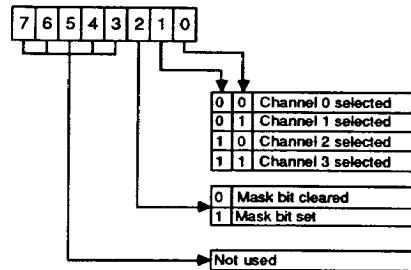 7 6 5 4 3 2 1 0
0 0 Channel 0 selected
0 1 Channel 1 selected
1 0 Channel 2 selected
1 1 Channel 3 selected
0 Mask bit cleared
1 Mask bit set
Not used